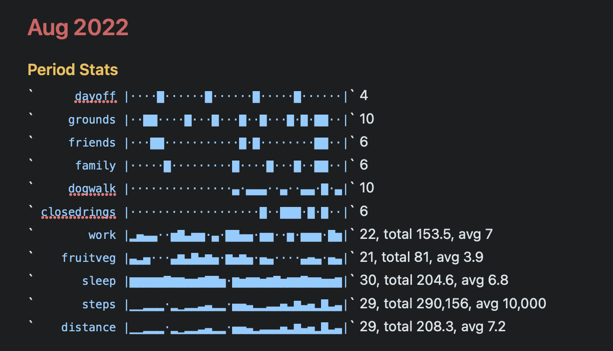 Aug 2022
Period Stats
` dayoff |····█······█······█·····█······|` 4
` grounds |··██····█···█···█··█···█·█·██··|` 10
` friends |···██···········█·█········██··|` 6
` family |·····█·········█····█···█··██··|` 6
` dogwalk |···············▃·▃▃▃··▃··▃▃·█·▃|` 10
` closedrings |···················█··███·█·█··|` 6
` work |` 22, total 153.5, avg 7
` fruitveg |` 21, total 81, avg 3.9
` sleep |` 30, total 204.6, avg 6.8
` steps |` 29, total 290,156, avg 10,000
` distance |` 29, total 208.3, avg 7.2